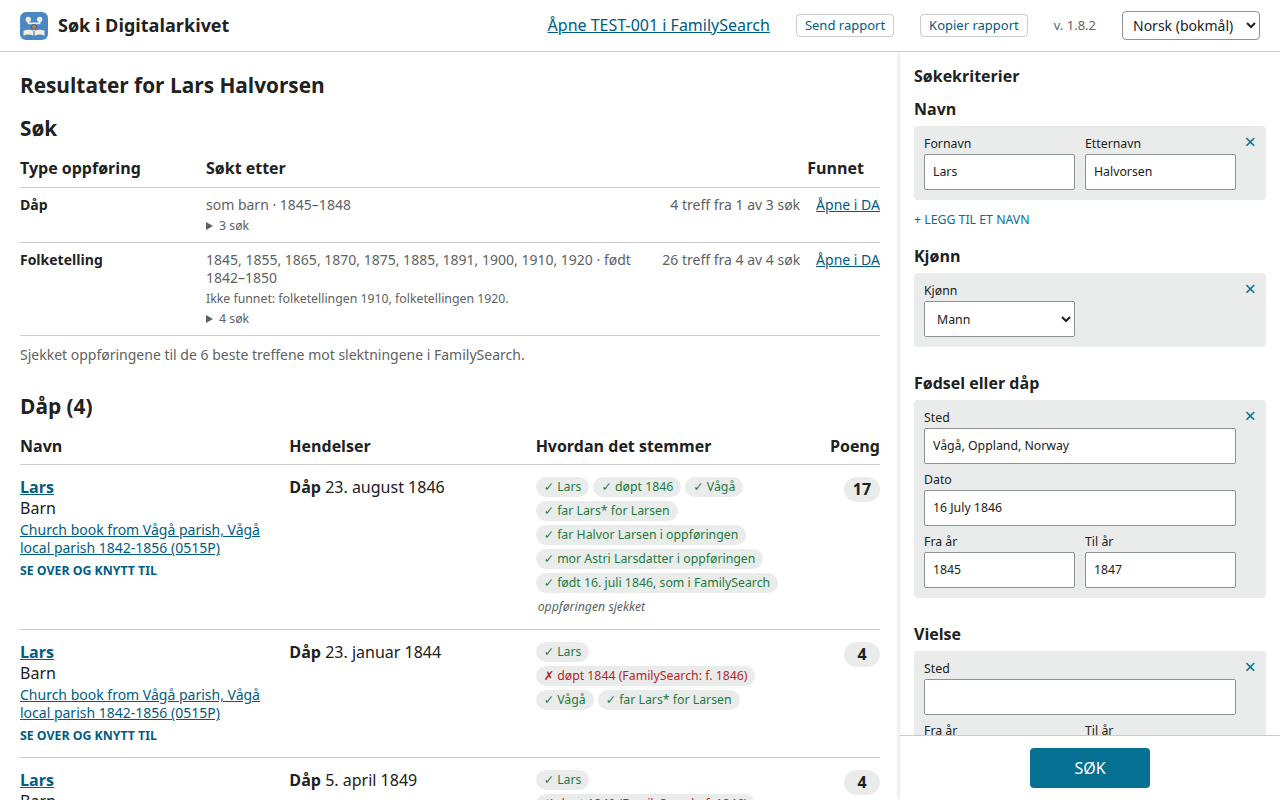 Søk i Digitalarkivet
Åpne TEST-001 i FamilySearch
Send rapport
Kopier rapport
v. 1.8.2
Norsk (bokmål)
Resultater for Lars Halvorsen
Søk
Type oppføring Søkt etter Funnet
Dåp som barn · 1845–1848 4 treff fra 1 av 3 søk Åpne i DA
▶ 3 søk
Folketelling 1845, 1855, 1865, 1870, 1875, 1885, 1891, 1900, 1910, 1920 · født 26 treff fra 4 av 4 søk Åpne i DA
1842–1850
Ikke funnet: folketellingen 1910, folketellingen 1920.
▶ 4 søk
Sjekket oppføringene til de 6 beste treffene mot slektningene i FamilySearch.
Dåp (4)
Navn Hendelser Hvordan det stemmer Poeng
Lars Dåp 23. august 1846 ✓ Lars ✓ døpt 1846 ✓ Vågå 17
Barn
✓ far Lars* for Larsen
Church book from Vågå parish, Vågå
✓ far Halvor Larsen i oppføringen
local parish 1842-1856 (0515P)
✓ mor Astri Larsdatter i oppføringen
SE OVER OG KNYTT TIL
✓ født 16. juli 1846, som i FamilySearch
oppføringen sjekket
Lars Dåp 23. januar 1844 ✓ Lars 4
Barn
✗ døpt 1844 (FamilySearch: f. 1846)
Church book from Vågå parish, Vågå
✓ Vågå ✓ far Lars* for Larsen
local parish 1842-1856 (0515P)
SE OVER OG KNYTT TIL
Lars Dåp 5. april 1849 ✓ Lars 4
Søkekriterier
Navn
Fornavn Etternavn ✕
Lars Halvorsen
+ LEGG TIL ET NAVN
Kjønn
Kjønn ✕
Mann
Fødsel eller dåp
Sted ✕
Vågå, Oppland, Norway
Dato
16 July 1846
Fra år Til år
1845 1847
Vielse
Sted ✕
Fra år Til år
SØK